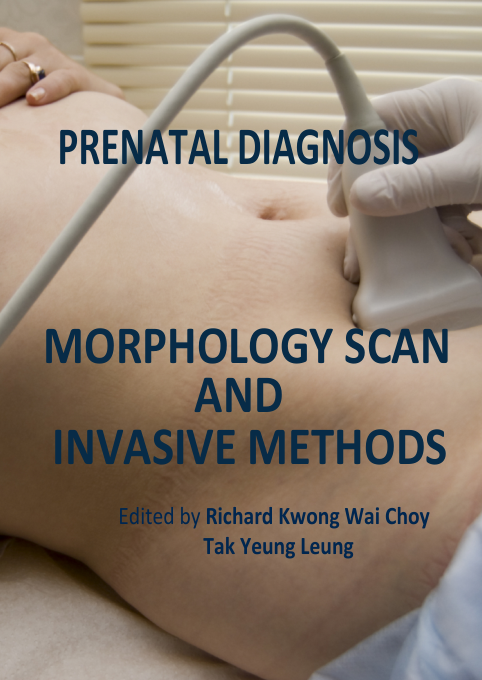 PRENATAL DIAGNOSIS
MORPHOLOGY SCAN
AND
INVASIVE METHODS
Edited by Richard Kwong Wai Choy
Tak Yeung Leung